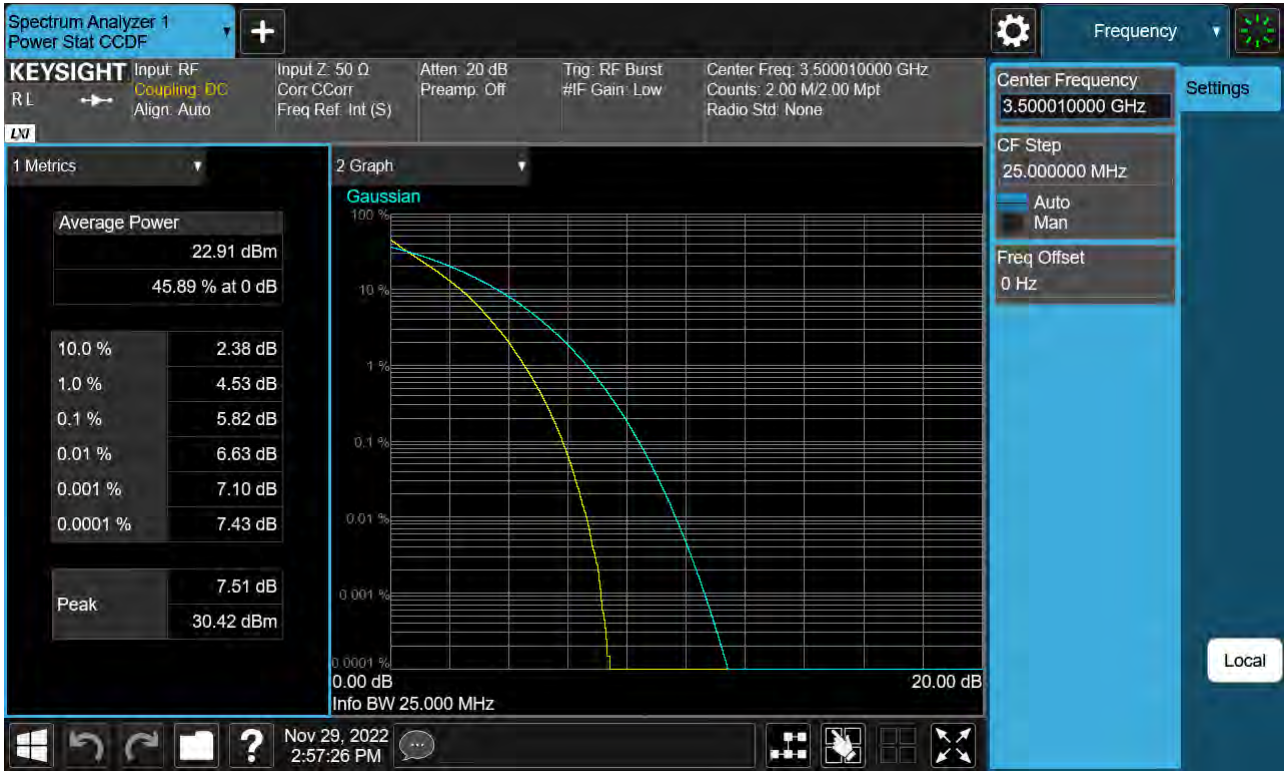 Spectrum Analyzer 1
Power Stat CCDF
+
Frequency
KEYSIGHT
RL
LXI
Input: RF
Coupling: DC
Align: Auto
Input Z: 50 Ω
Corr CCorr
Freq Ref: Int (S)
Atten: 20 dB
Preamp: Off
Trig: RF Burst
#IF Gain: Low
Center Freq: 3.500010000 GHz
Counts: 2.00 M/2.00 Mpt
Radio Std: None
1 Metrics
Average Power
22.91 dBm
45.89 % at 0 dB
10.0 % 2.38 dB
1.0 % 4.53 dB
0.1 % 5.82 dB
0.01 % 6.63 dB
0.001 % 7.10 dB
0.0001 % 7.43 dB
Peak
7.51 dB
30.42 dBm
2 Graph
Gaussian
100 %
10 %
1 %
0.1 %
0.01 %
0.001 %
0.0001 %
0.00 dB 20.00 dB
Info BW 25.000 MHz
Center Frequency
3.500010000 GHz
CF Step
25.000000 MHz
Auto
Man
Freq Offset
0 Hz
Settings
Local
?
Nov 29, 2022
2:57:26 PM